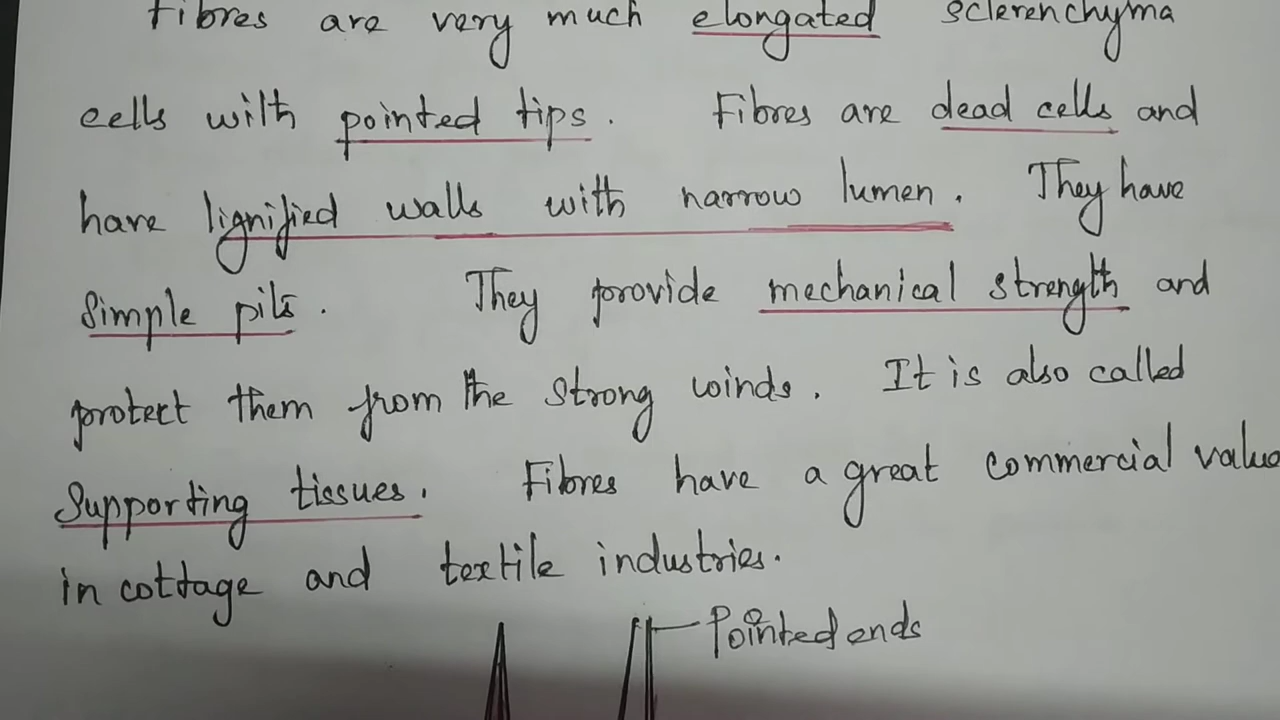 Fibres are very much elongated sclerenchyma
cells with pointed tips. Fibres are dead cells and
have lignified walls with narrow lumen. They have
Simple pits. They provide mechanical strength and
protect them from the strong winds. It is also called
Supporting tissues. Fibres have a great commercial value
in cottage and textile industries.
Pointed ends